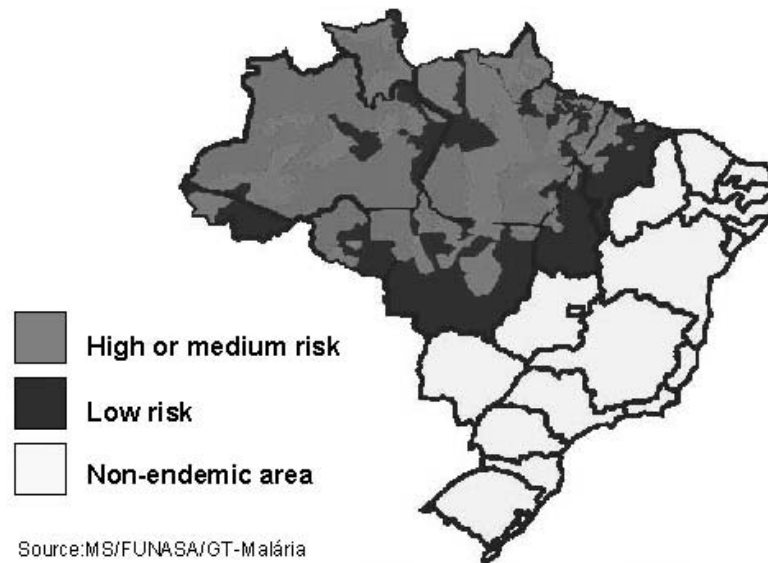 High or medium risk
Low risk
Non-endemic area
Source:MS/FUNASA/GT-Malária